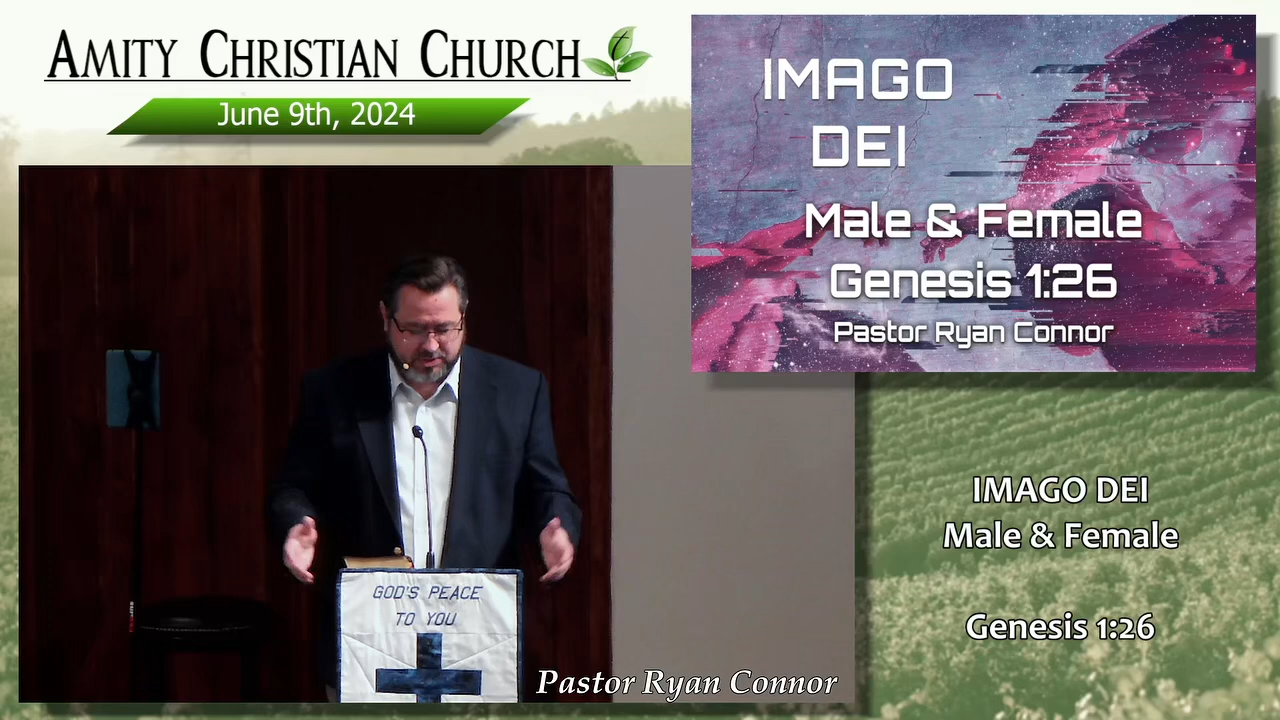 AMITY CHRISTIAN CHURCH
June 9th, 2024
IMAGO
DEI
Male & Female
Genesis 1:26
Pastor Ryan Connor
IMAGO DEI
Male & Female
Genesis 1:26
GOD'S PEACE
TO YOU
Pastor Ryan Connor